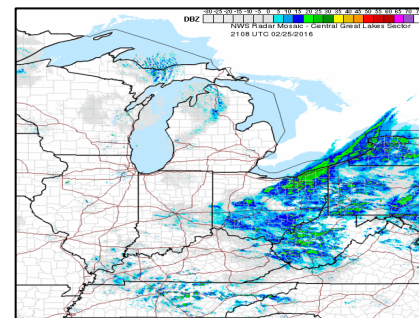 DBZ -30 -25 -20 -15 -10 -5 0 5 10 15 20 25 30 35 40 45 50 55 60 65 70
NWS Radar Mosaic - Central Great Lakes Sector
2108 UTC 02/25/2016